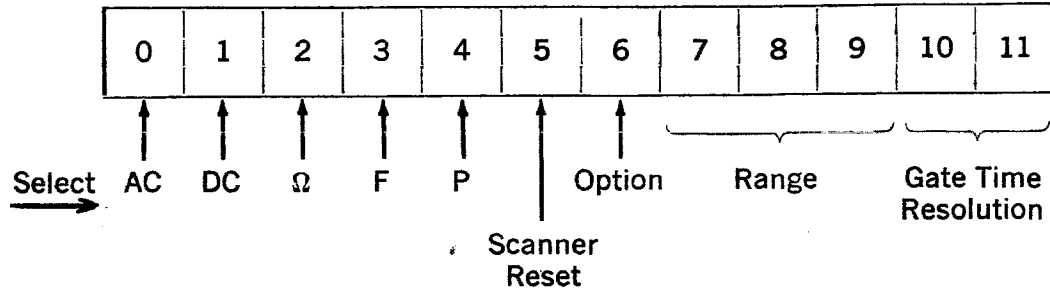 0 1 2 3 4 5 6 7 8 9 10 11
Select AC DC Ω F P Option Range Gate Time
Resolution
Scanner
Reset